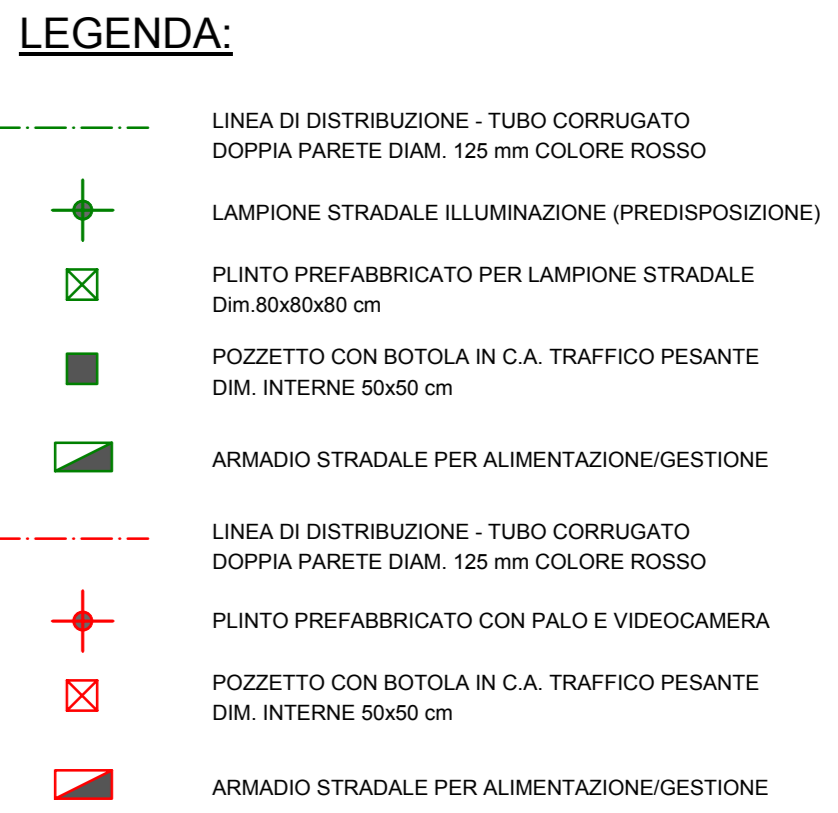 LEGENDA:
LINEA DI DISTRIBUZIONE - TUBO CORRUGATO
DOPPIA PARETE DIAM. 125 mm COLORE ROSSO
LAMPIONE STRADALE ILLUMINAZIONE (PREDISPOSIZIONE)
PLINTO PREFABBRICATO PER LAMPIONE STRADALE
Dim.80x80x80 cm
POZZETTO CON BOTOLA IN C.A. TRAFFICO PESANTE
DIM. INTERNE 50x50 cm
ARMADIO STRADALE PER ALIMENTAZIONE/GESTIONE
LINEA DI DISTRIBUZIONE - TUBO CORRUGATO
DOPPIA PARETE DIAM. 125 mm COLORE ROSSO
PLINTO PREFABBRICATO CON PALO E VIDEOCAMERA
POZZETTO CON BOTOLA IN C.A. TRAFFICO PESANTE
DIM. INTERNE 50x50 cm
ARMADIO STRADALE PER ALIMENTAZIONE/GESTIONE